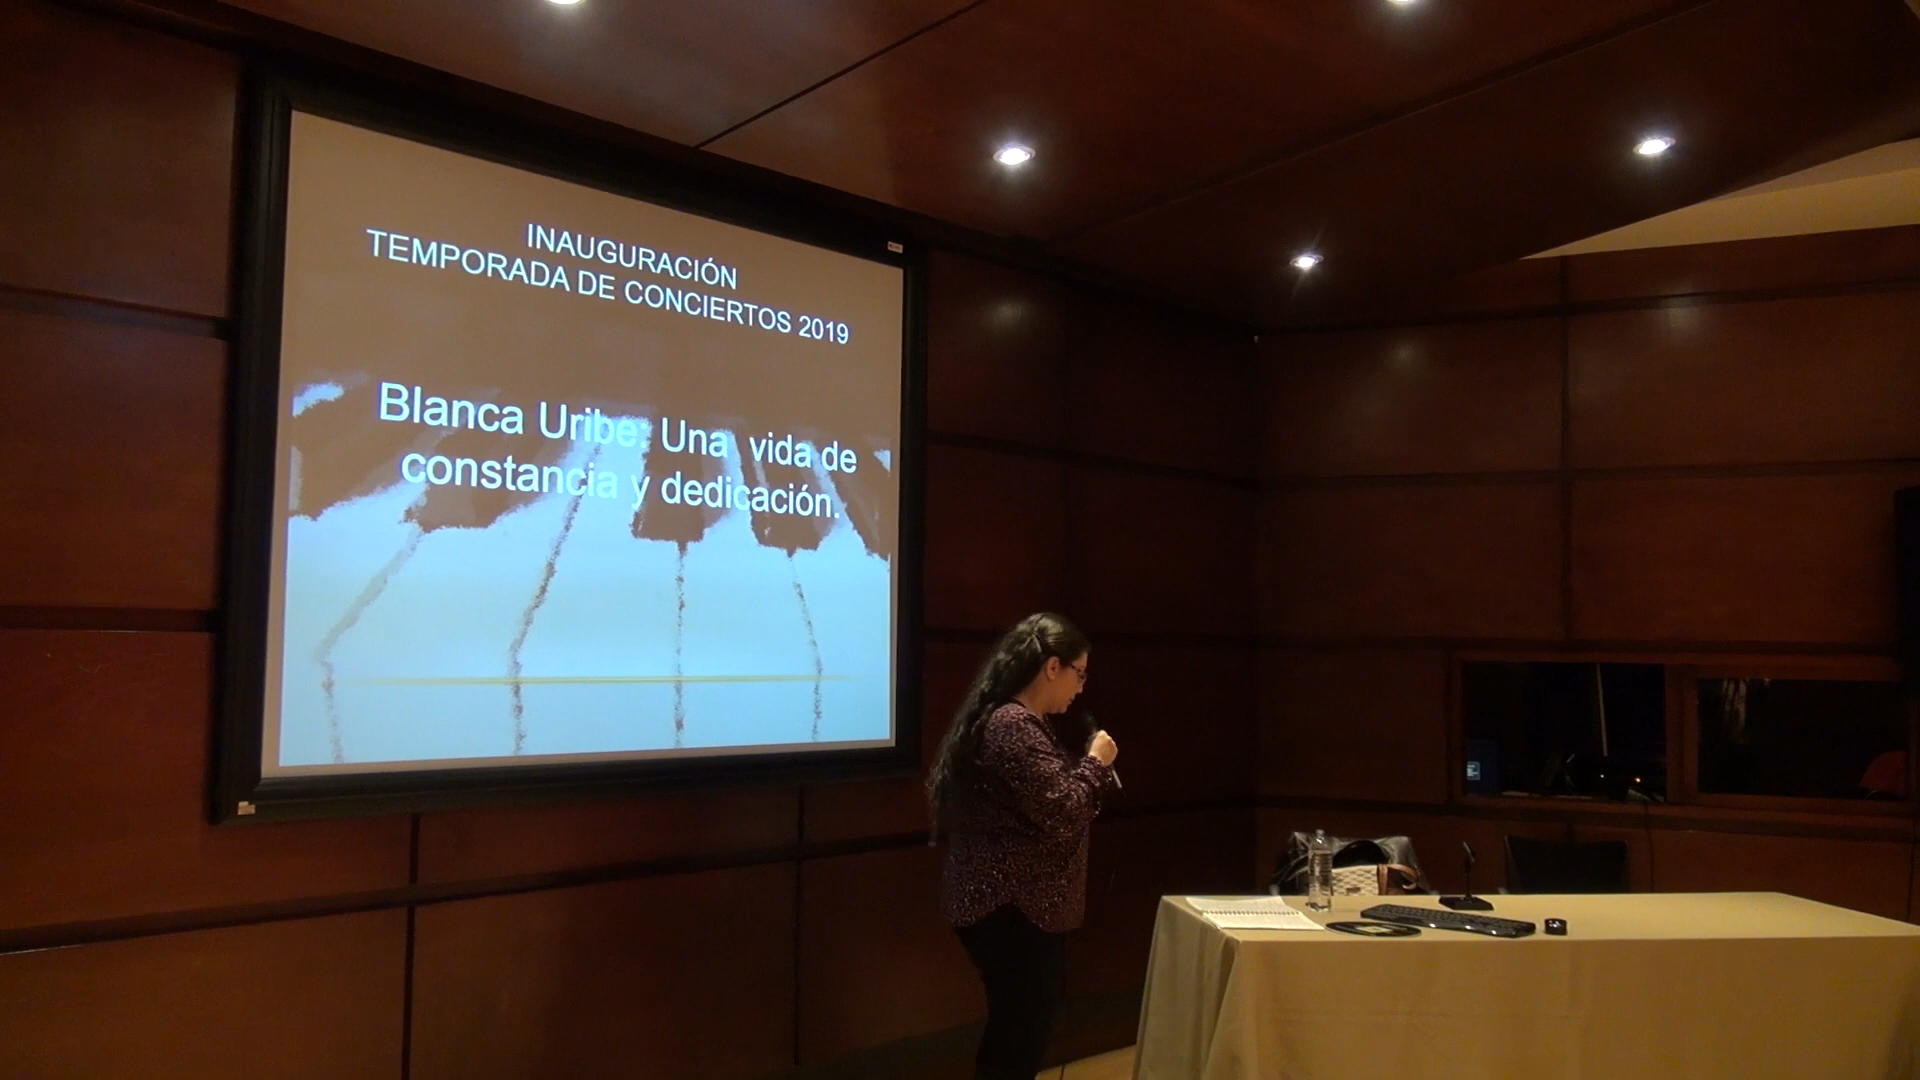 INAUGURACIÓN
TEMPORADA DE CONCIERTOS 2019
Blanca Uribe: Una vida de
constancia y dedicación.